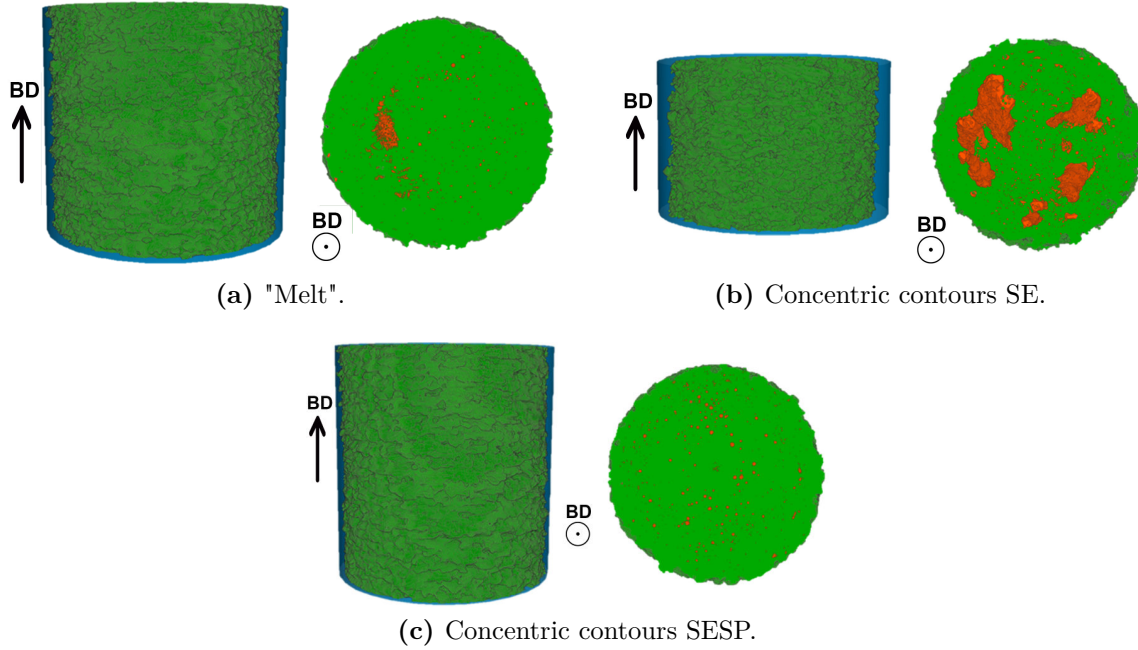 BD
BD
(a) "Melt".
BD
BD
(b) Concentric contours SE.
BD
BD
(c) Concentric contours SESP.